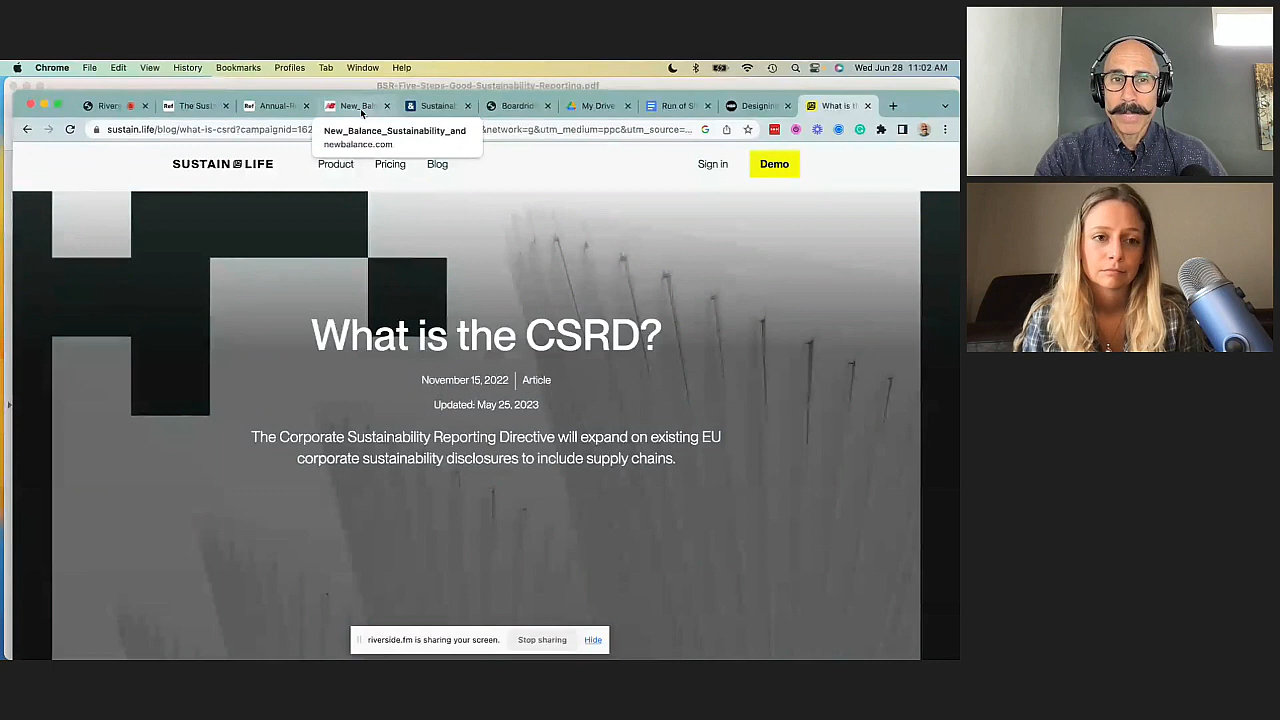 Chrome File Edit View History Bookmarks Profiles Tab Window Help Wed Jun 28 11:02 AM
BSR-Five-Steps-Good-Sustainability-Reporting.pdf
River Ref The Sust Ref Annual-R New_Bal Sustainal Boardrid My Drive Run of S Designin What is t
sustain.life/blog/what-is-csrd?campaignid=162 network=g&utm_medium=ppc&utm_source=...
New_Balance_Sustainability_and
newbalance.com
SUSTAIN LIFE Product Pricing Blog Sign in Demo
What is the CSRD?
November 15, 2022 | Article
Updated: May 25, 2023
The Corporate Sustainability Reporting Directive will expand on existing EU
corporate sustainability disclosures to include supply chains.
riverside.fm is sharing your screen. Stop sharing Hide